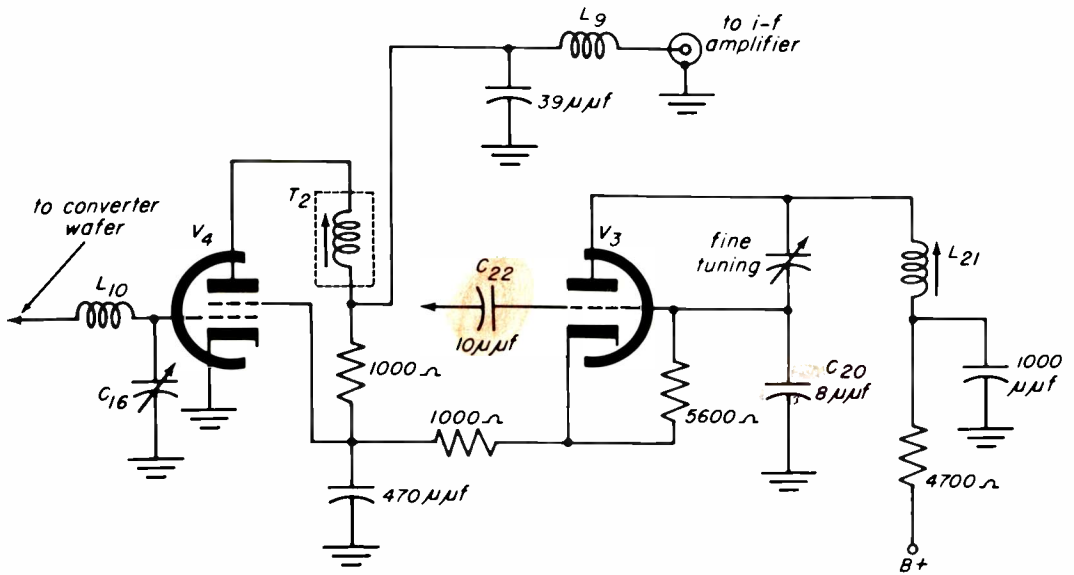 L9
to i-f
amplifier
39μμf
to converter
wafer
V4
T2
L10
C16
1000Ω
470μμf
1000Ω
C22
10μμf
V3
fine
tuning
5600Ω
C20
8μμf
L21
1000
μμf
4700Ω
B+